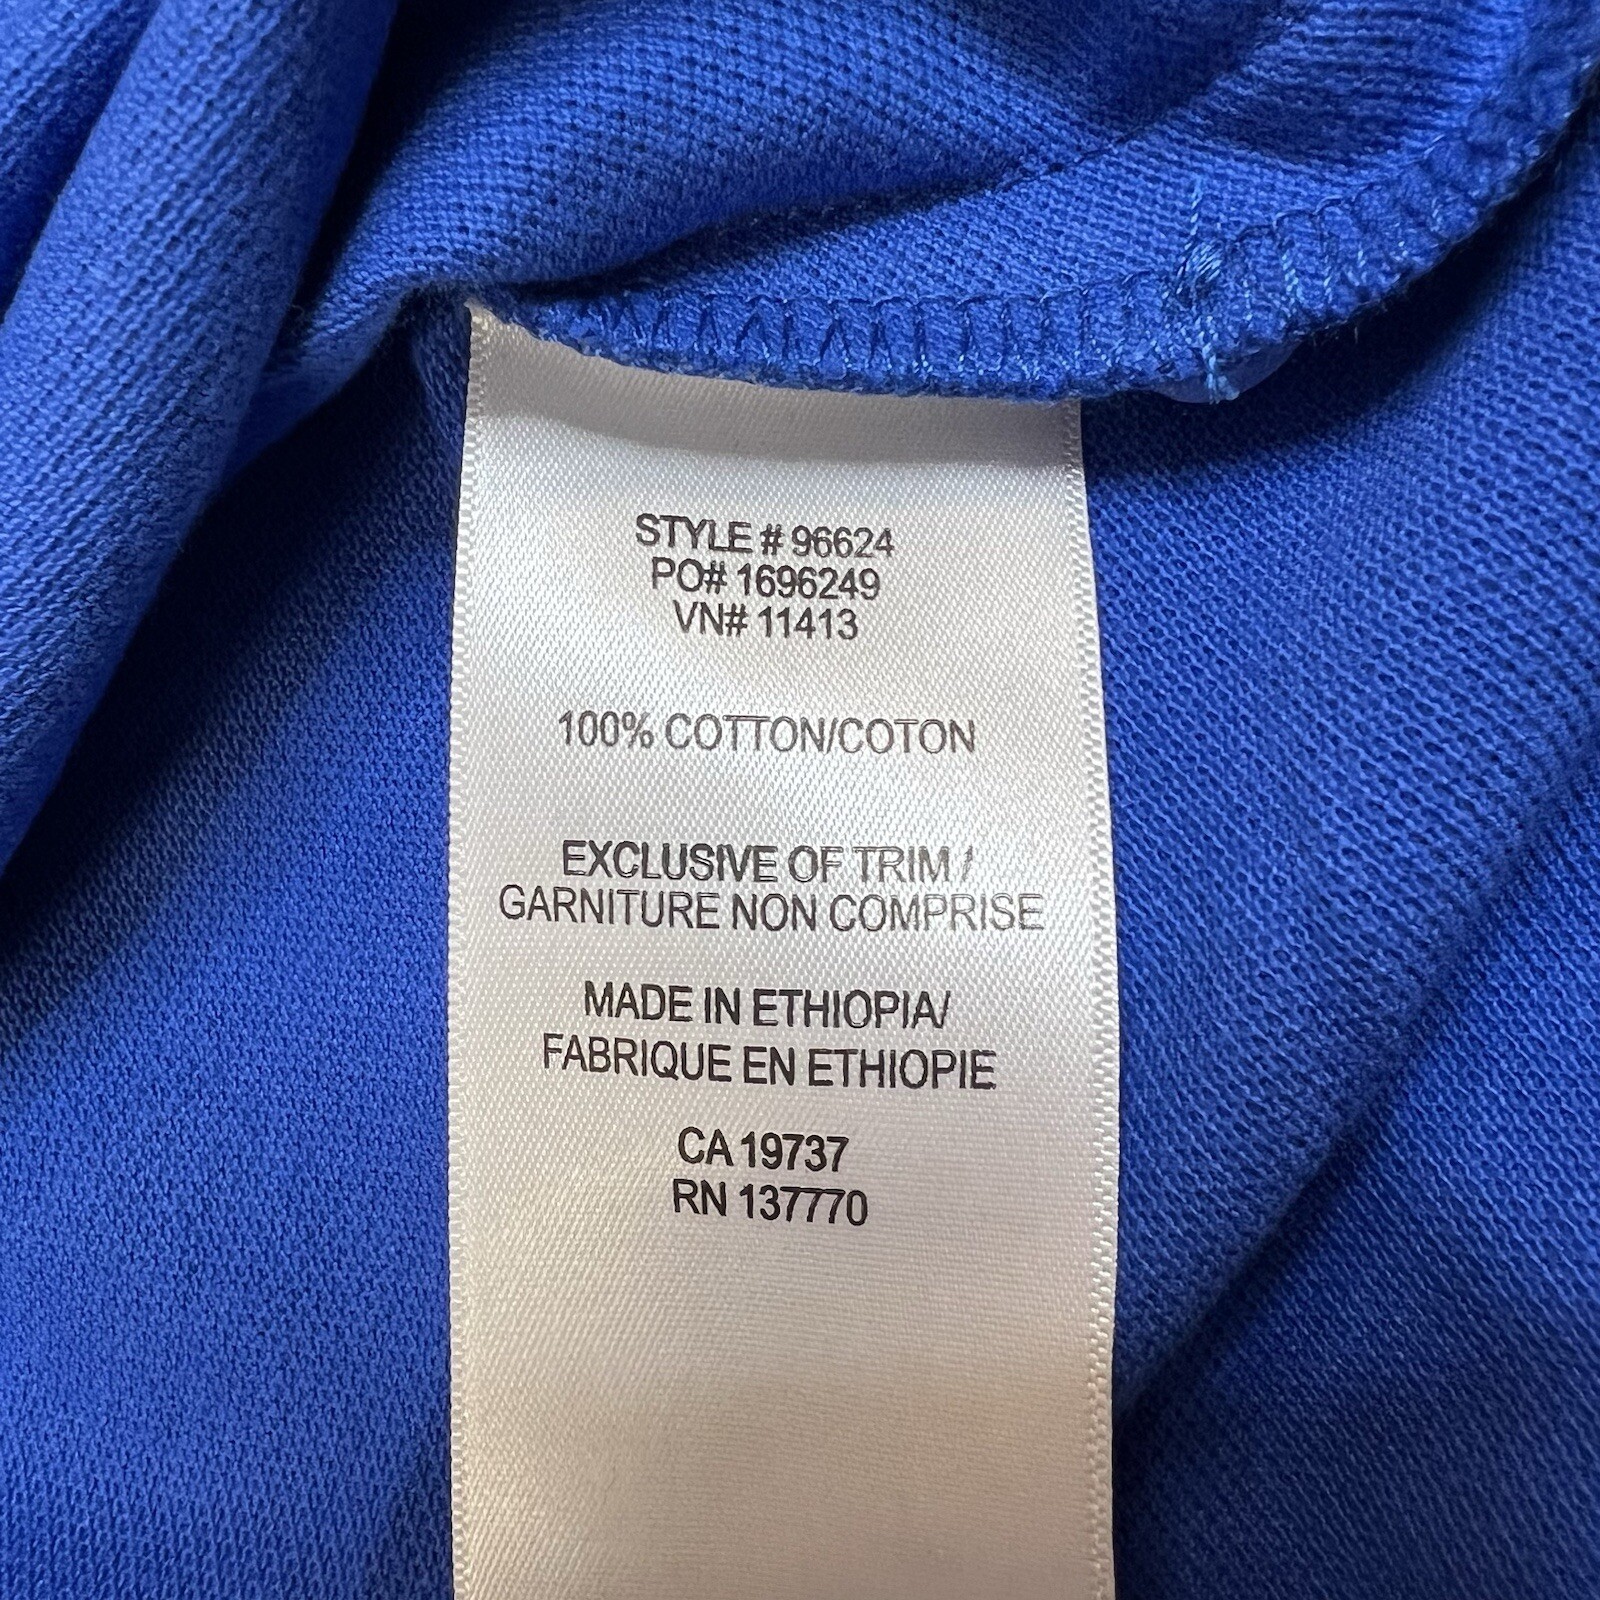 STYLE # 96624
PO# 1696249
VN# 11413
100% COTTON/COTON
EXCLUSIVE OF TRIM /
GARNITURE NON COMPRISE
MADE IN ETHIOPIA/
FABRIQUE EN ETHIOPIE
CA 19737
RN 137770